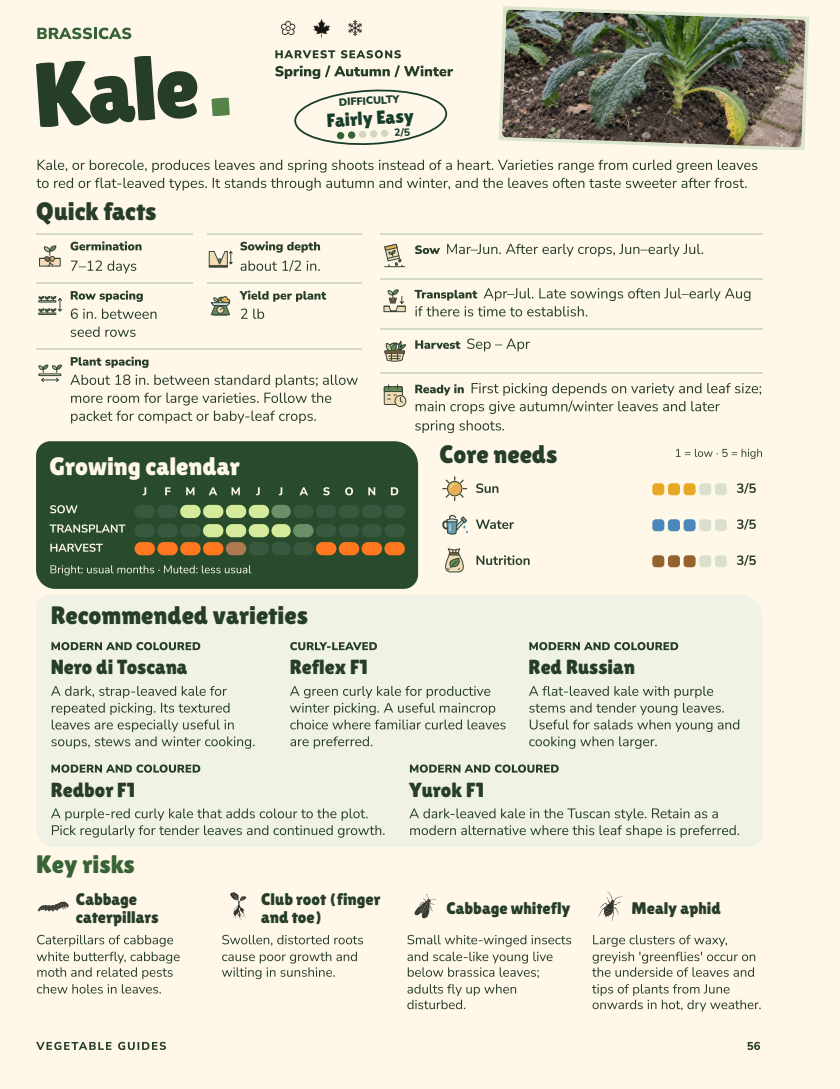 BRASSICAS
Kale.
HARVEST SEASONS
Spring / Autumn / Winter
DIFFICULTY
Fairly Easy
2/5
Kale, or borecole, produces leaves and spring shoots instead of a heart. Varieties range from curled green leaves
to red or flat-leaved types. It stands through autumn and winter, and the leaves often taste sweeter after frost.
Quick facts
Germination
7–12 days
Sowing depth
about 1/2 in.
Row spacing
6 in. between
seed rows
Yield per plant
2 lb
Plant spacing
About 18 in. between standard plants; allow
more room for large varieties. Follow the
packet for compact or baby-leaf crops.
Sow Mar–Jun. After early crops, Jun–early Jul.
Transplant Apr–Jul. Late sowings often Jul–early Aug
if there is time to establish.
Harvest Sep – Apr
Ready in First picking depends on variety and leaf size;
main crops give autumn/winter leaves and later
spring shoots.
Growing calendar
J F M A M J J A S O N D
SOW
TRANSPLANT
HARVEST
Bright: usual months · Muted: less usual
Core needs
1 = low · 5 = high
Sun 3/5
Water 3/5
Nutrition 3/5
Recommended varieties
MODERN AND COLOURED
Nero di Toscana
A dark, strap-leaved kale for
repeated picking. Its textured
leaves are especially useful in
soups, stews and winter cooking.
CURLY-LEAVED
Reflex F1
A green curly kale for productive
winter picking. A useful maincrop
choice where familiar curled leaves
are preferred.
MODERN AND COLOURED
Red Russian
A flat-leaved kale with purple
stems and tender young leaves.
Useful for salads when young and
cooking when larger.
MODERN AND COLOURED
Redbor F1
A purple-red curly kale that adds colour to the plot.
Pick regularly for tender leaves and continued growth.
MODERN AND COLOURED
Yurok F1
A dark-leaved kale in the Tuscan style. Retain as a
modern alternative where this leaf shape is preferred.
Key risks
Cabbage
caterpillars
Caterpillars of cabbage
white butterfly, cabbage
moth and related pests
chew holes in leaves.
Club root (finger
and toe)
Swollen, distorted roots
cause poor growth and
wilting in sunshine.
Cabbage whitefly
Small white-winged insects
and scale-like young live
below brassica leaves;
adults fly up when
disturbed.
Mealy aphid
Large clusters of waxy,
greyish 'greenflies' occur on
the underside of leaves and
tips of plants from June
onwards in hot, dry weather.
VEGETABLE GUIDES
56